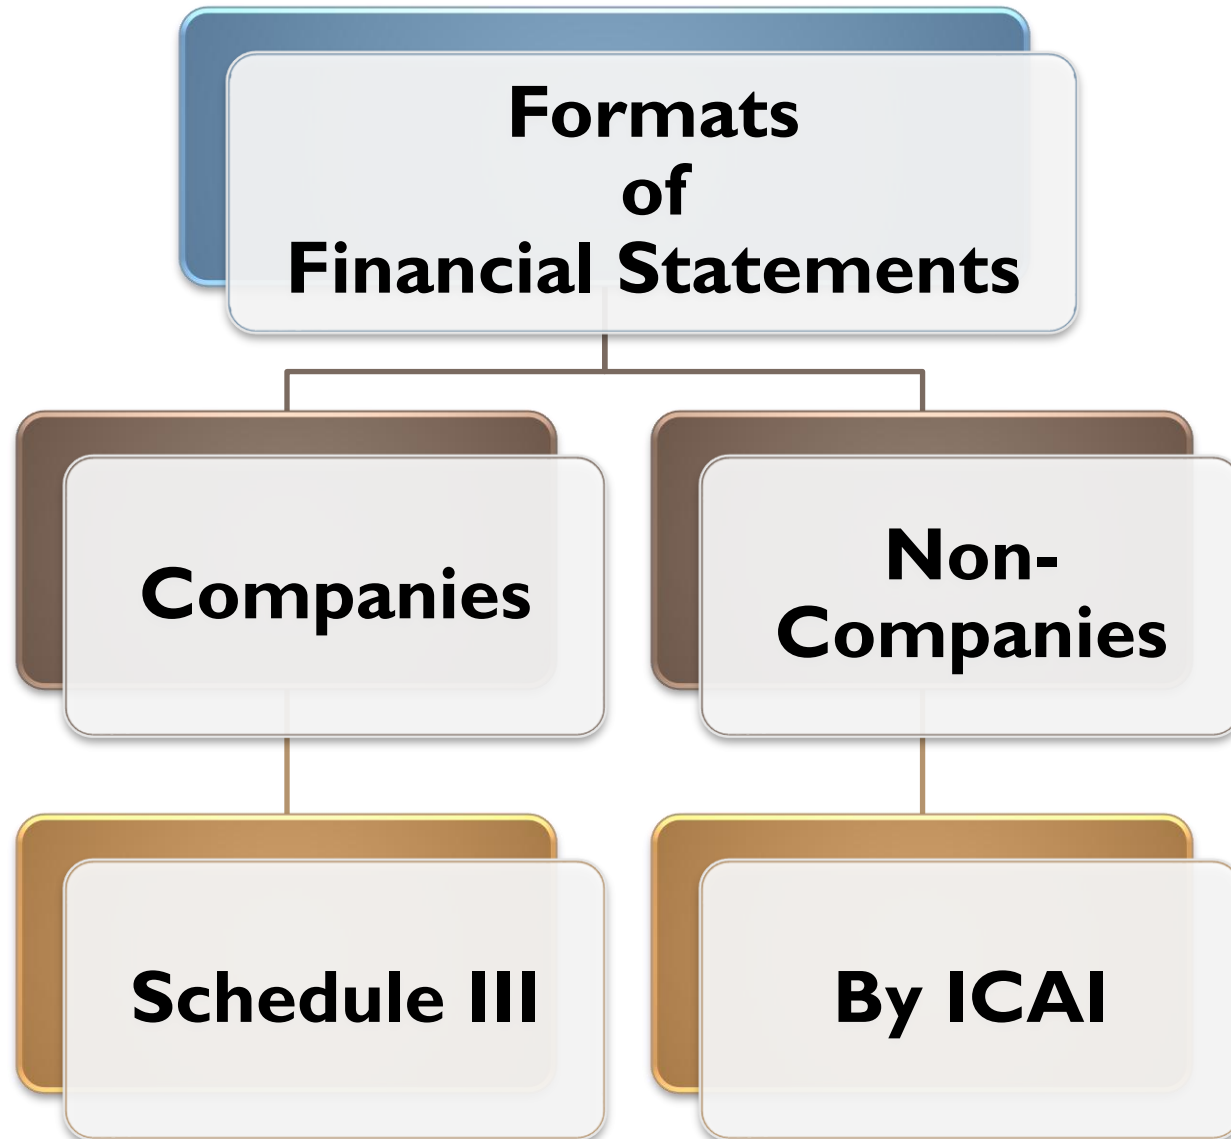 Formats
of
Financial Statements
Companies
Non-
Companies
Schedule III
By ICAI